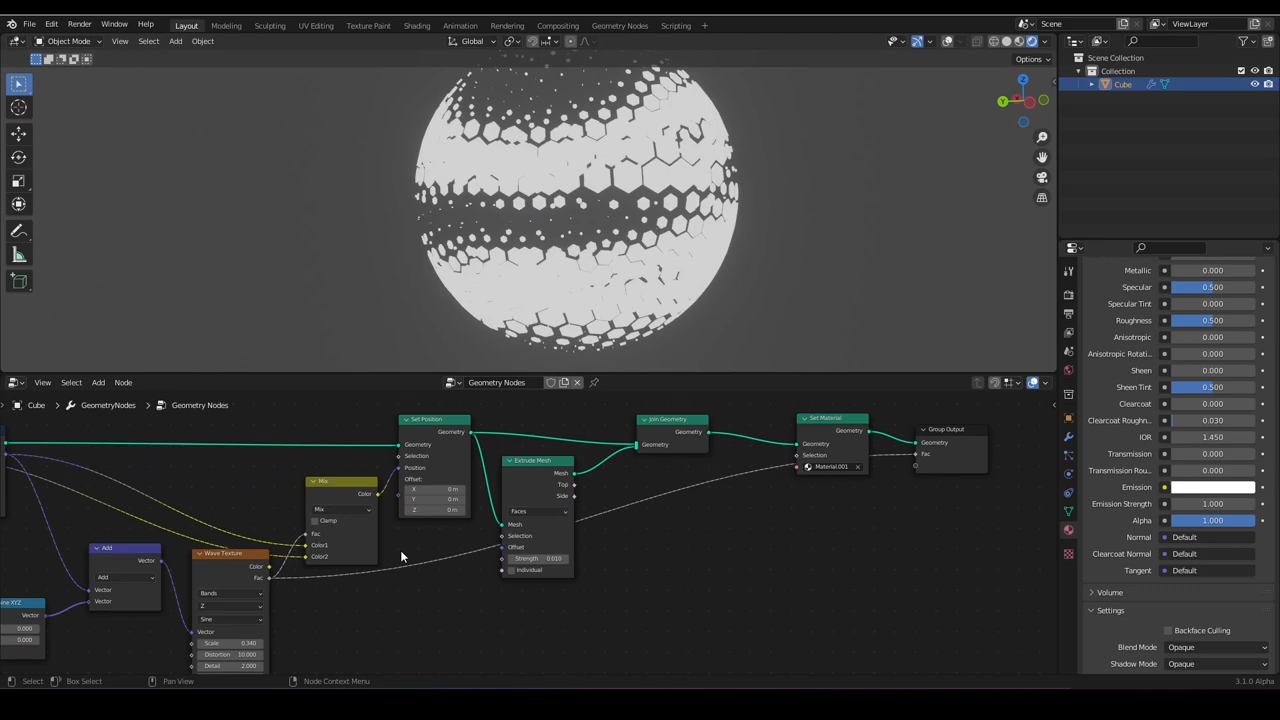 File Edit Render Window Help Layout Modeling Sculpting UV Editing Texture Paint Shading Animation Rendering Compositing Geometry Nodes Scripting + Scene ViewLayer
Object Mode View Select Add Object Global
Options
Scene Collection
Collection
Cube
Z
Y
X
View Select Add Node Geometry Nodes
Cube > GeometryNodes > Geometry Nodes
Set Position
Geometry
Geometry
Selection
Position
Offset:
X 0 m
Y 0 m
Z 0 m
Join Geometry
Geometry
Geometry
Set Material
Geometry
Geometry
Selection
Material.001
Group Output
Geometry
Fac
Extrude Mesh
Mesh
Top
Side
Faces
Mesh
Selection
Offset
Strength 0.010
Individual
Mix
Color
Mix
Clamp
Fac
Color1
Color2
Add
Vector
Add
Vector
Vector
Wave Texture
Color
Fac
Bands
Z
Sine
Vector
Scale 0.340
Distortion 10.000
Detail 2.000
ine XYZ
Vector
0.000
0.000
Metallic 0.000
Specular 0.500
Specular Tint 0.000
Roughness 0.500
Anisotropic 0.000
Anisotropic Rotati... 0.000
Sheen 0.000
Sheen Tint 0.500
Clearcoat 0.000
Clearcoat Roughn... 0.030
IOR 1.450
Transmission 0.000
Transmission Rou... 0.000
Emission
Emission Strength 1.000
Alpha 1.000
Normal Default
Clearcoat Normal Default
Tangent Default
Volume
Settings
Backface Culling
Blend Mode Opaque
Shadow Mode Opaque
Select Box Select Pan View Node Context Menu 3.1.0 Alpha